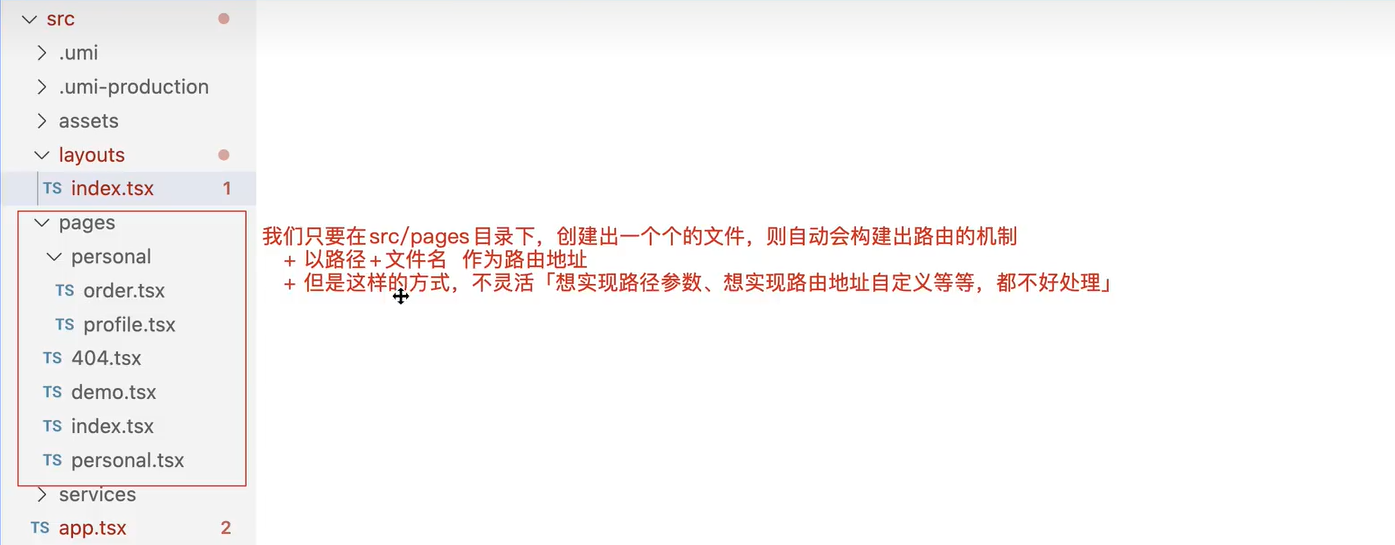 src
.umi
.umi-production
assets
layouts
TS index.tsx 1
pages
personal
TS order.tsx
TS profile.tsx
TS 404.tsx
TS demo.tsx
TS index.tsx
TS personal.tsx
services
TS app.tsx 2
我们只要在src/pages目录下，创建出一个个的文件，则自动会构建出路由的机制
+ 以路径+文件名 作为路由地址
+ 但是这样的方式，不灵活「想实现路径参数、想实现路由地址自定义等等，都不好处理」